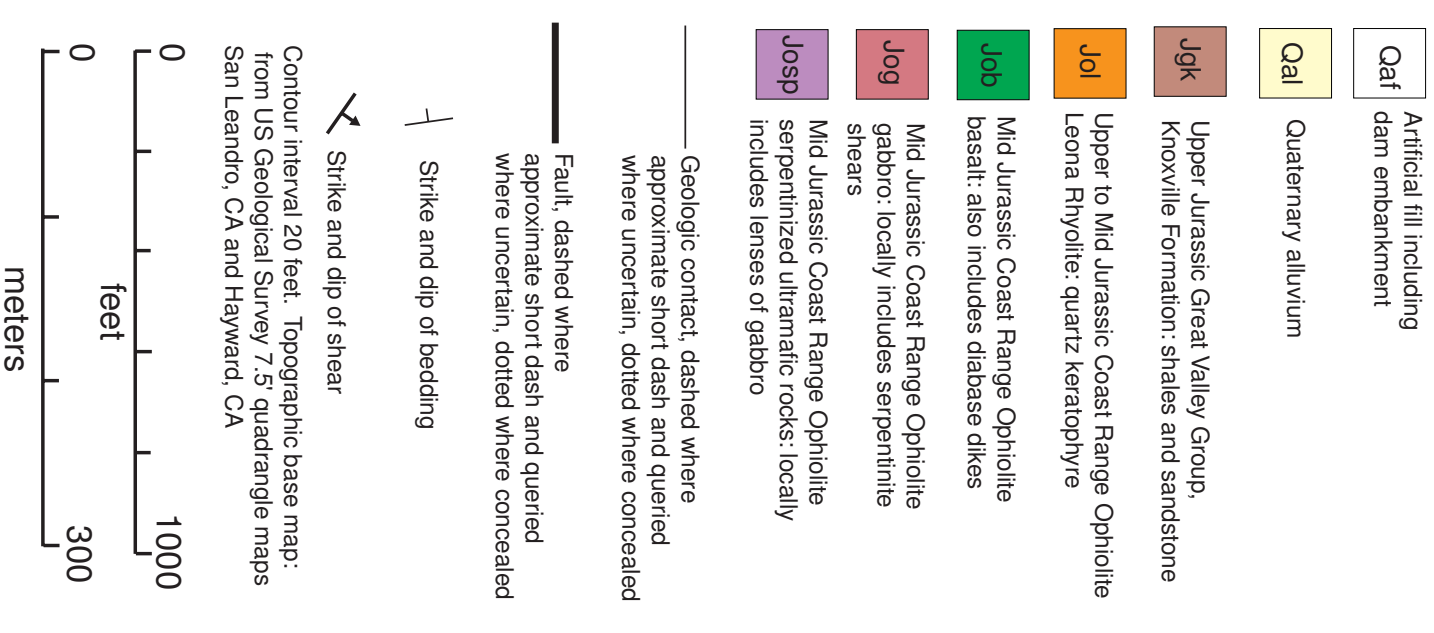 Qaf
Artificial fill including
dam embankment
Qal
Quaternary alluvium
Jgk
Upper Jurassic Great Valley Group,
Knoxville Formation: shales and sandstone
Jol
Upper to Mid Jurassic Coast Range Ophiolite
Leona Rhyolite: quartz keratophyre
Job
Mid Jurassic Coast Range Ophiolite
basalt: also includes diabase dikes
Jog
Mid Jurassic Coast Range Ophiolite
gabbro: locally includes serpentinite
shears
Josp
Mid Jurassic Coast Range Ophiolite
serpentinized ultramafic rocks: locally
includes lenses of gabbro
Geologic contact, dashed where
approximate short dash and queried
where uncertain, dotted where concealed
Fault, dashed where
approximate short dash and queried
where uncertain, dotted where concealed
Strike and dip of bedding
Strike and dip of shear
Contour interval 20 feet. Topographic base map:
from US Geological Survey 7.5' quadrangle maps
San Leandro, CA and Hayward, CA
0 1000
feet
0 300
meters